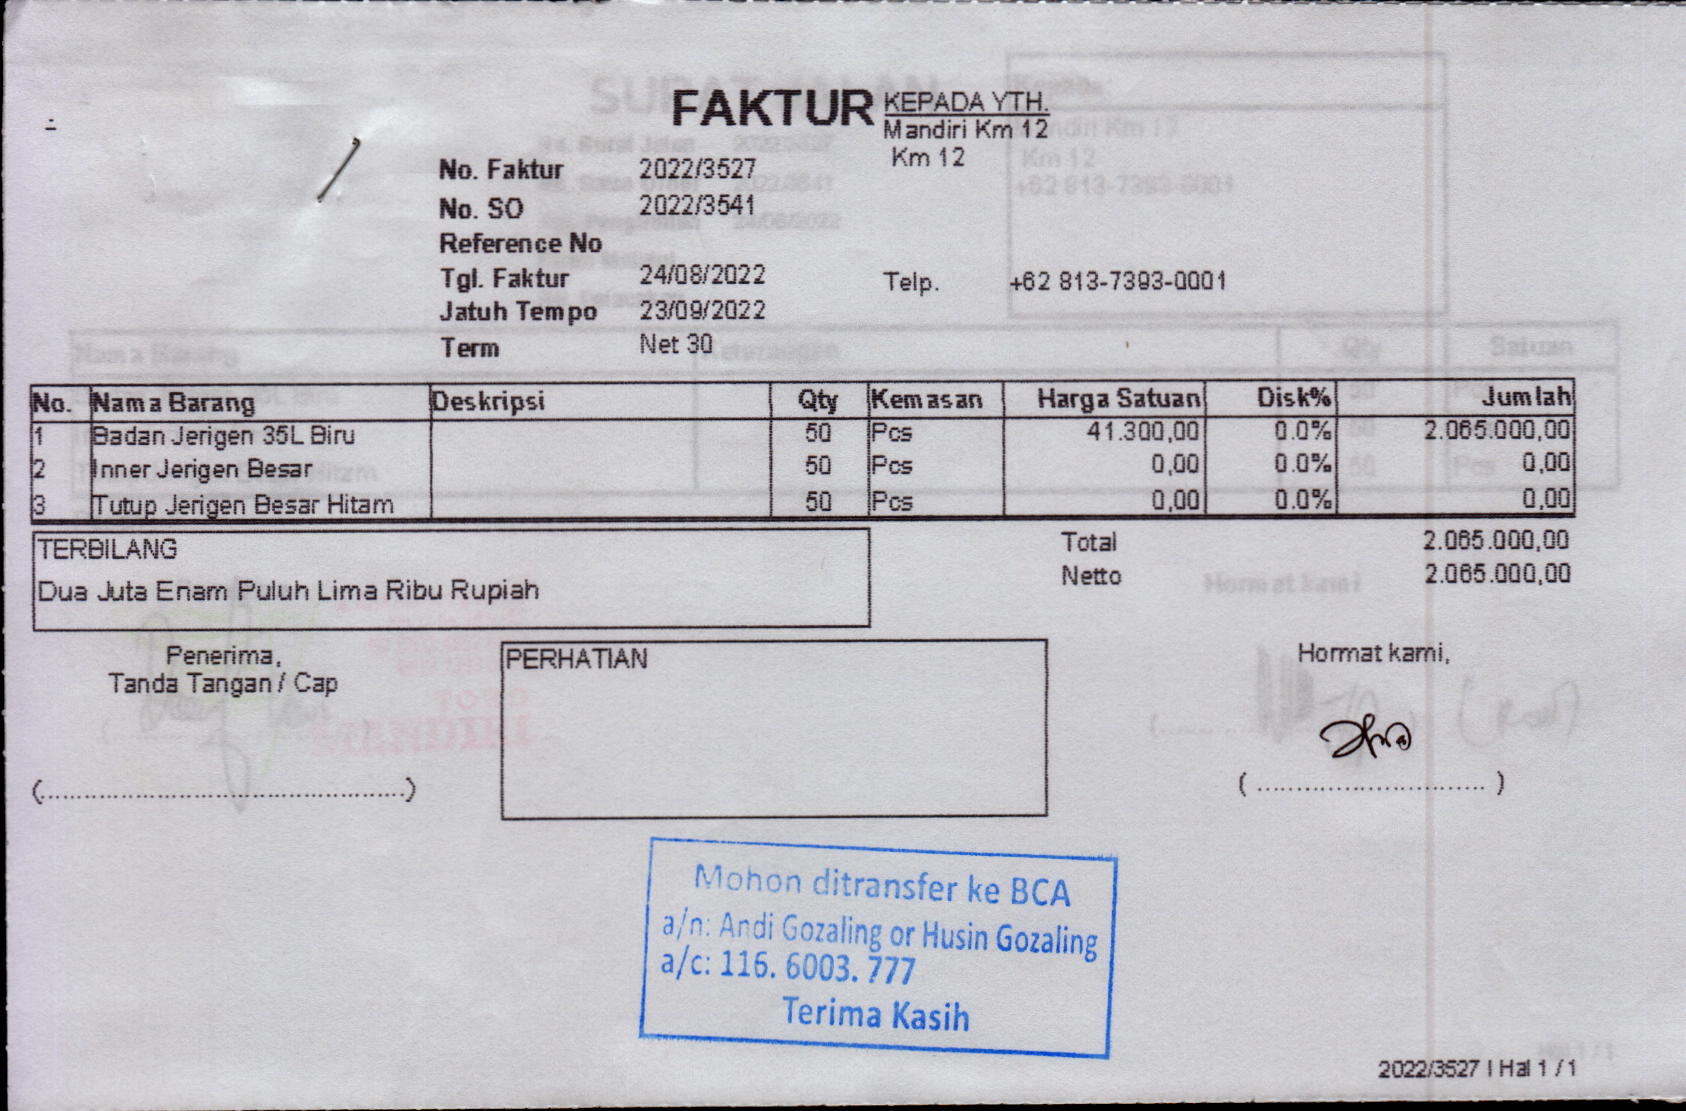 FAKTUR
KEPADA YTH.
Mandiri Km 12
Km 12
No. Faktur 2022/3527
No. SO 2022/3541
Reference No
Tgl. Faktur 24/08/2022
Telp. +62 813-7393-0001
Jatuh Tempo 23/09/2022
Term Net 30
No. Nama Barang Deskripsi Qty Kemasan Harga Satuan Disk% Jumlah
1 Badan Jerigen 35L Biru 50 Pcs 41.300,00 0.0% 2.065.000,00
2 Inner Jerigen Besar 50 Pcs 0,00 0.0% 0,00
3 Tutup Jerigen Besar Hitam 50 Pcs 0,00 0.0% 0,00
TERBILANG
Dua Juta Enam Puluh Lima Ribu Rupiah
Total 2.065.000,00
Netto 2.065.000,00
Penerima,
Tanda Tangan / Cap
(..............................................)
PERHATIAN
Hormat kami,
( .............................. )
Mohon ditransfer ke BCA
a/n: Andi Gozaling or Husin Gozaling
a/c: 116. 6003. 777
Terima Kasih
2022/3527 | Hal 1 / 1